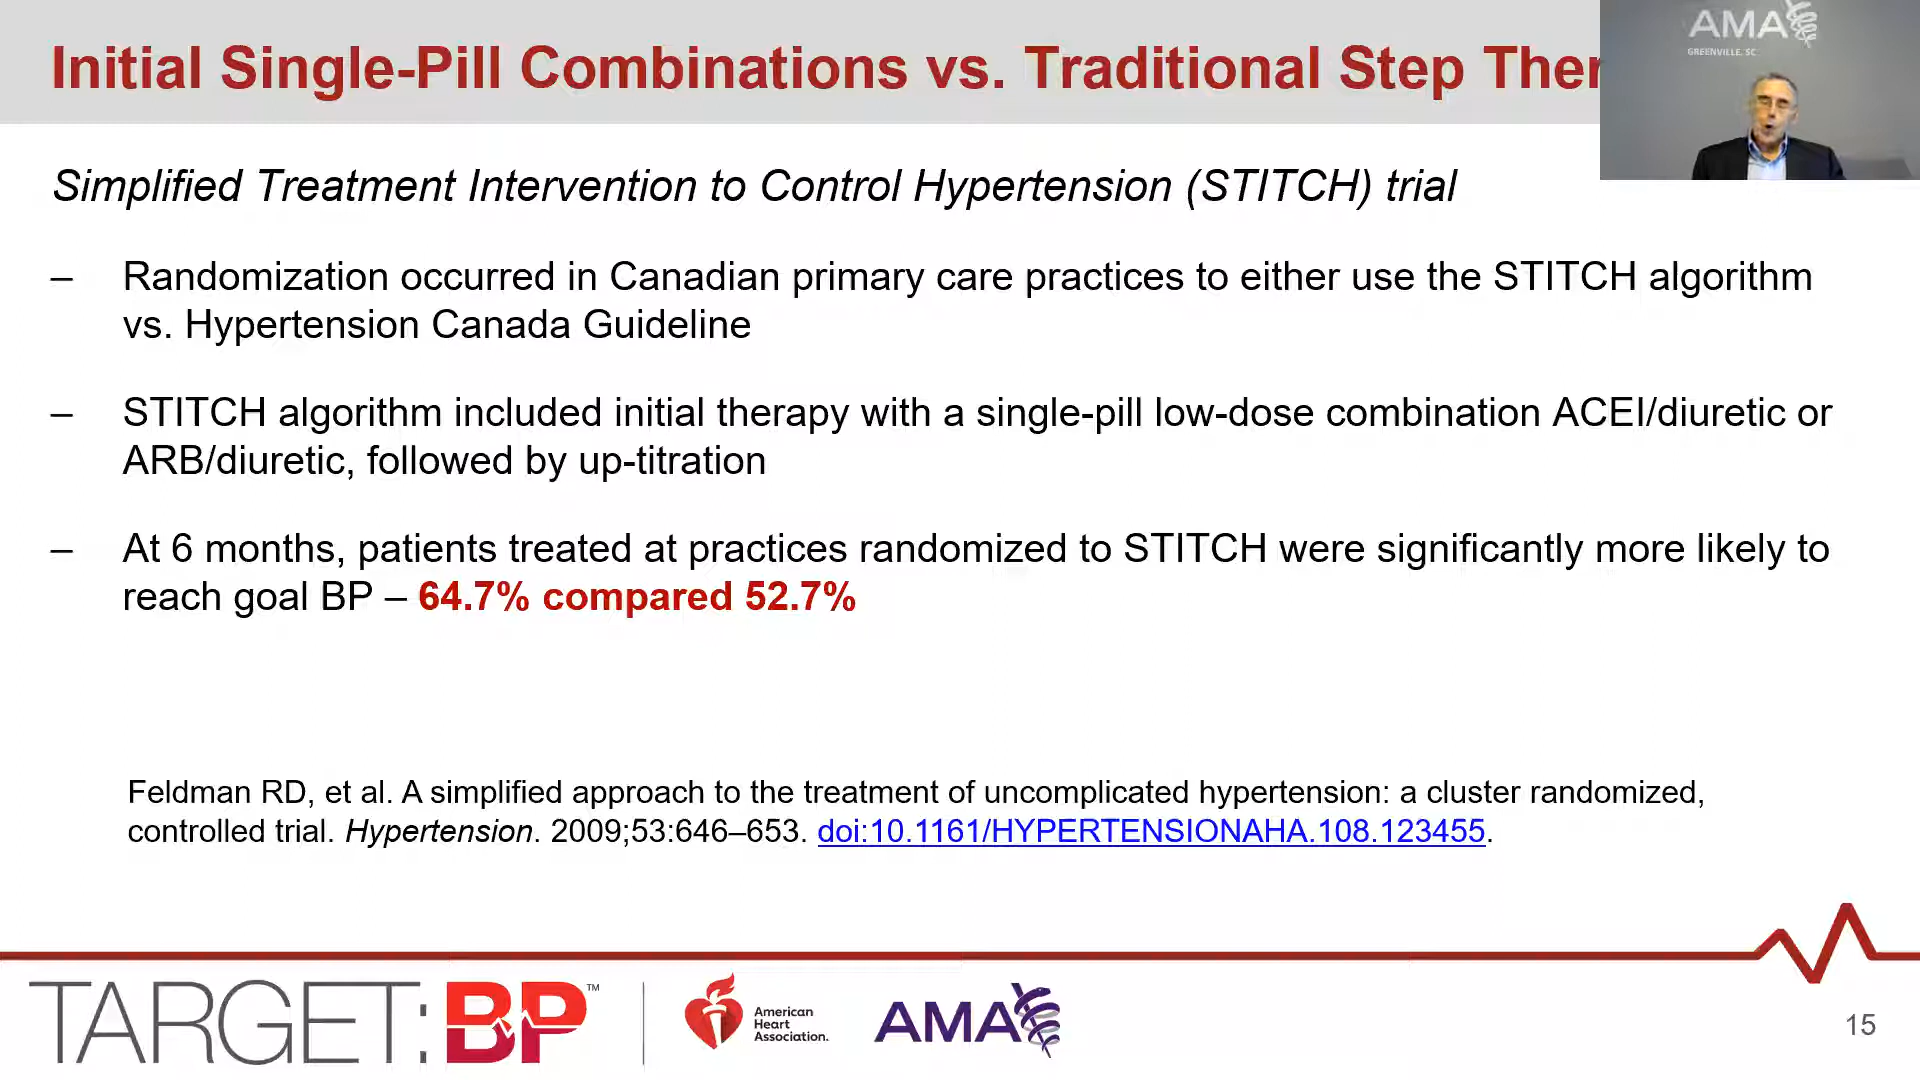 Initial Single-Pill Combinations vs. Traditional Step Ther
AMA
GREENVILLE, SC
Simplified Treatment Intervention to Control Hypertension (STITCH) trial
– Randomization occurred in Canadian primary care practices to either use the STITCH algorithm
vs. Hypertension Canada Guideline
– STITCH algorithm included initial therapy with a single-pill low-dose combination ACEI/diuretic or
ARB/diuretic, followed by up-titration
– At 6 months, patients treated at practices randomized to STITCH were significantly more likely to
reach goal BP – 64.7% compared 52.7%
Feldman RD, et al. A simplified approach to the treatment of uncomplicated hypertension: a cluster randomized,
controlled trial. Hypertension. 2009;53:646–653. doi:10.1161/HYPERTENSIONAHA.108.123455.
TARGET:BP™
American
Heart
Association.
AMA
15